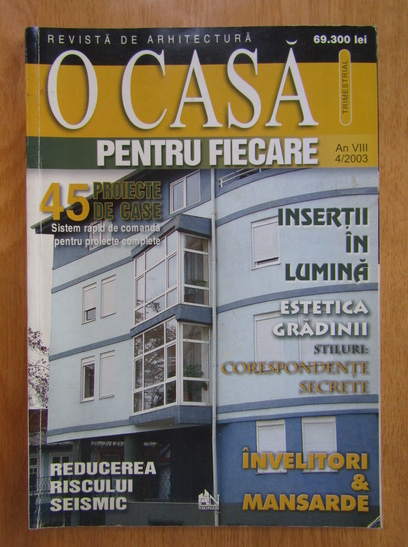 REVISTĂ DE ARHITECTURĂ
69.300 lei
O CASĂ
TRIMESTRIAL
PENTRU FIECARE
An VIII
4/2003
45 PROIECTE
DE CASE
Sistem rapid de comandă
pentru proiecte complete
INSERȚII
ÎN
LUMINĂ
ESTETICA
GRĂDINII
STILURI:
CORESPONDENȚE
SECRETE
REDUCEREA
RISCULUI
SEISMIC
ÎNVELITORI
&
MANSARDE